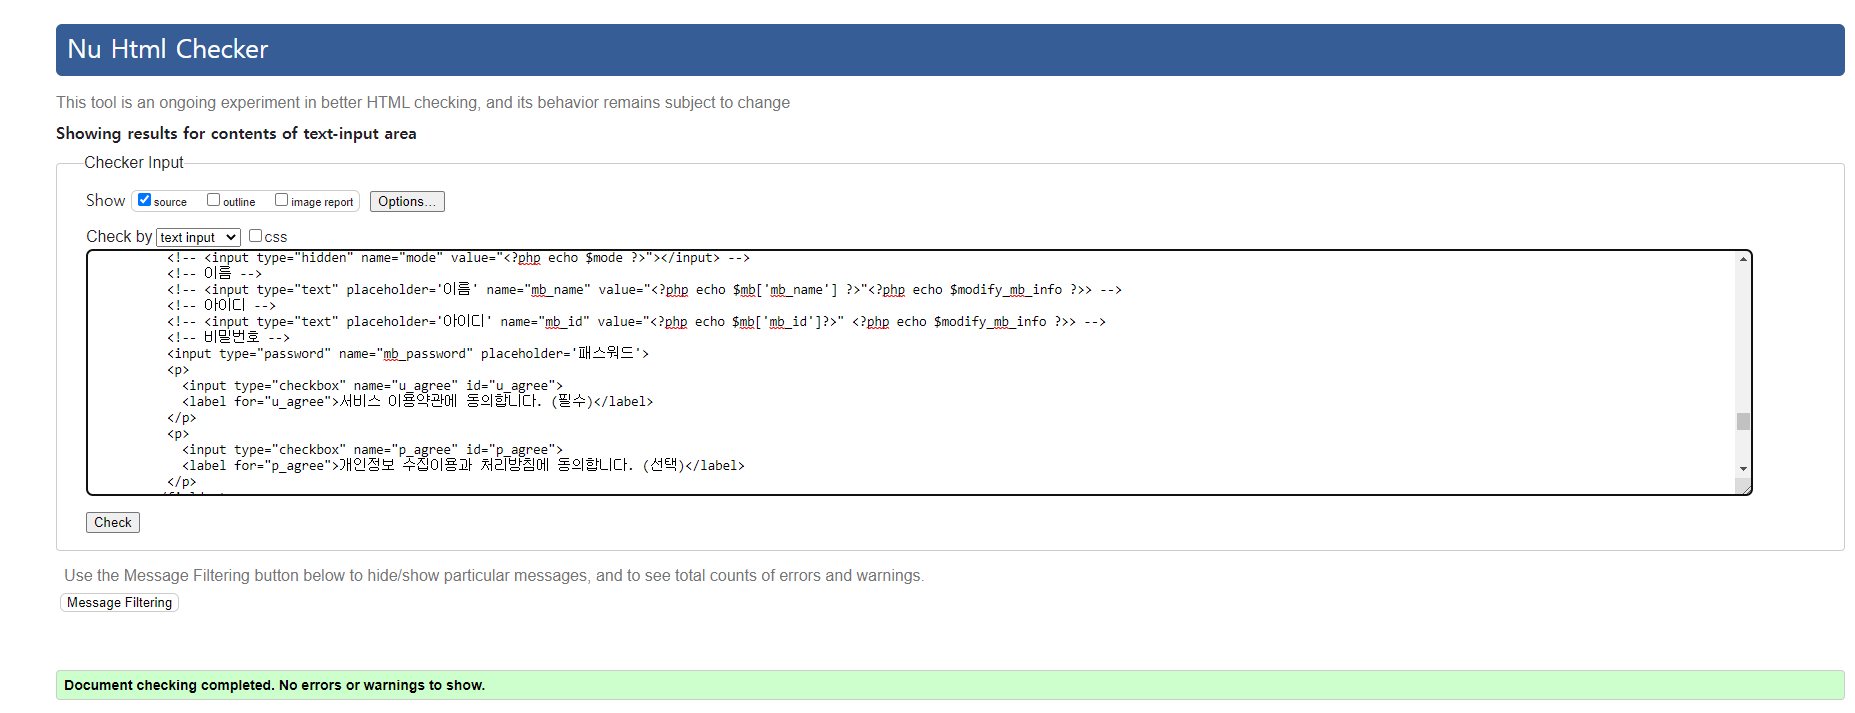 Nu Html Checker
This tool is an ongoing experiment in better HTML checking, and its behavior remains subject to change
Showing results for contents of text-input area
Checker Input
Show source outline image report Options...
Check by text input css
<!-- <input type="hidden" name="mode" value="<?php echo $mode ?>"></input> -->
<!-- 이름 -->
<!-- <input type="text" placeholder='이름' name="mb_name" value="<?php echo $mb['mb_name'] ?>"<?php echo $modify_mb_info ?>> -->
<!-- 아이디 -->
<!-- <input type="text" placeholder='아이디' name="mb_id" value="<?php echo $mb['mb_id']?>" <?php echo $modify_mb_info ?>> -->
<!-- 비밀번호 -->
<input type="password" name="mb_password" placeholder='패스워드'>
<p>
<input type="checkbox" name="u_agree" id="u_agree">
<label for="u_agree">서비스 이용약관에 동의합니다. (필수)</label>
</p>
<p>
<input type="checkbox" name="p_agree" id="p_agree">
<label for="p_agree">개인정보 수집이용과 처리방침에 동의합니다. (선택)</label>
</p>
Check
Use the Message Filtering button below to hide/show particular messages, and to see total counts of errors and warnings.
Message Filtering
Document checking completed. No errors or warnings to show.